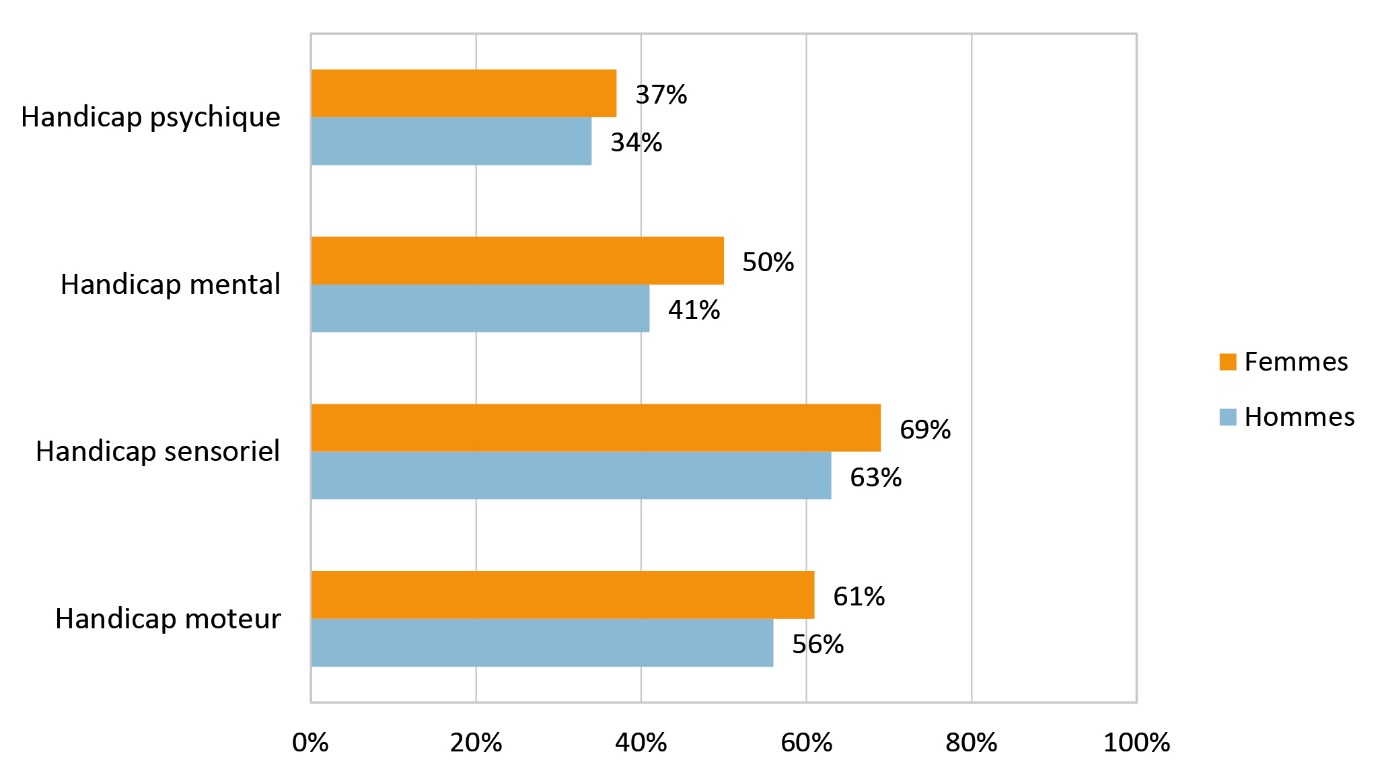 Handicap psychique
37%
34%
Handicap mental
50%
41%
Handicap sensoriel
69%
63%
Handicap moteur
61%
56%
0% 20% 40% 60% 80% 100%
Femmes
Hommes